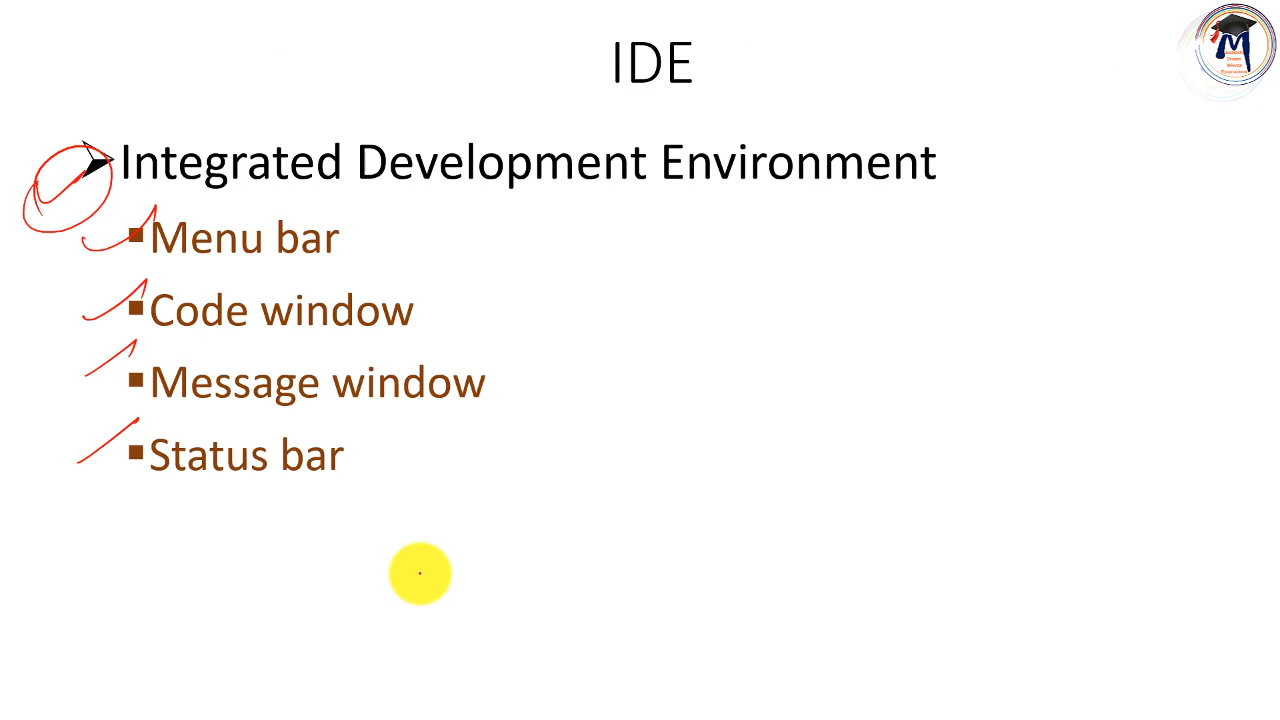 IDE
Integrated Development Environment
Menu bar
Code window
Message window
Status bar